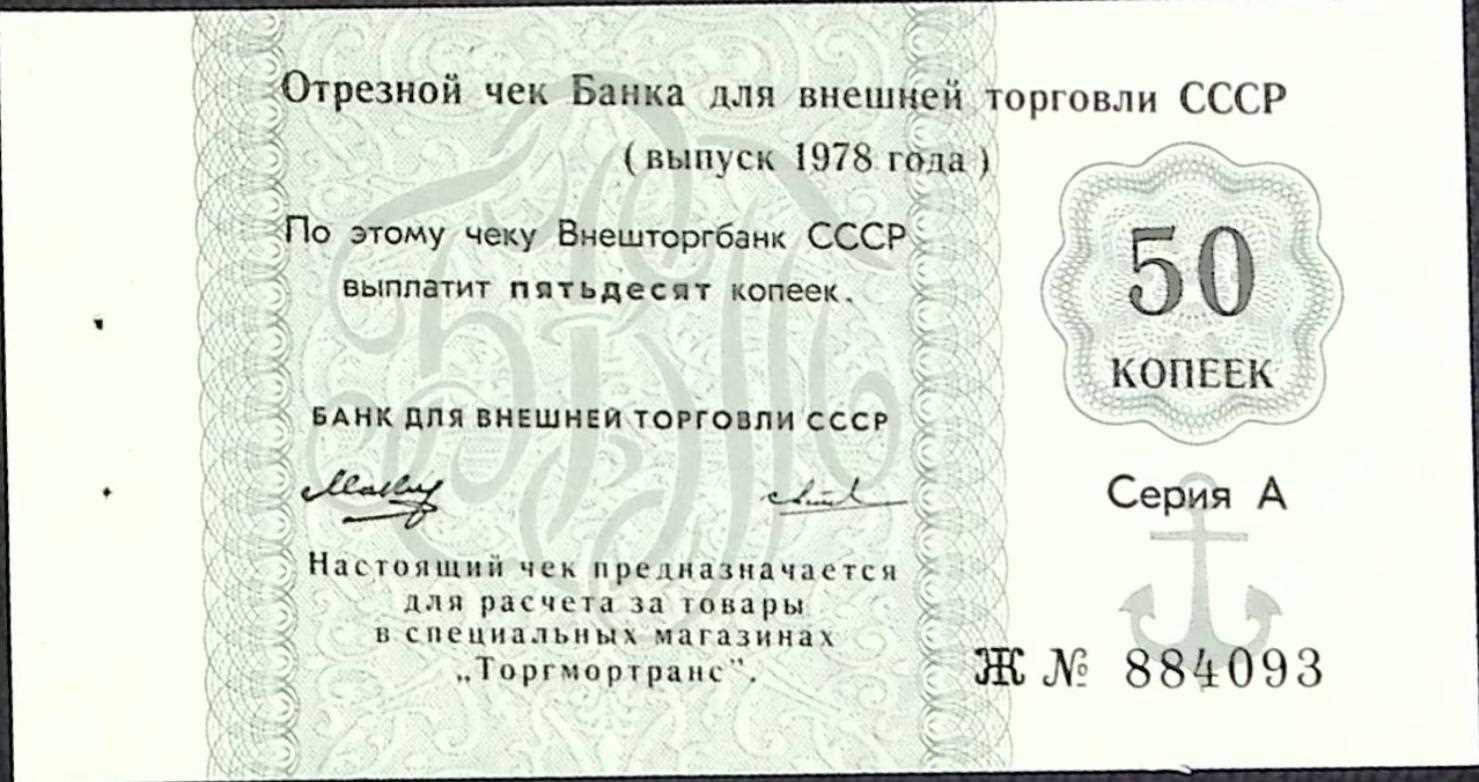 Отрезной чек Банка для внешней торговли СССР
( выпуск 1978 года )
По этому чеку Внешторгбанк СССР
выплатит пятьдесят копеек.
50
КОПЕЕК
БАНК ДЛЯ ВНЕШНЕЙ ТОРГОВЛИ СССР
Серия А
Настоящий чек предназначается
для расчета за товары
в специальных магазинах
„Торгмортранс".
Ж № 884093